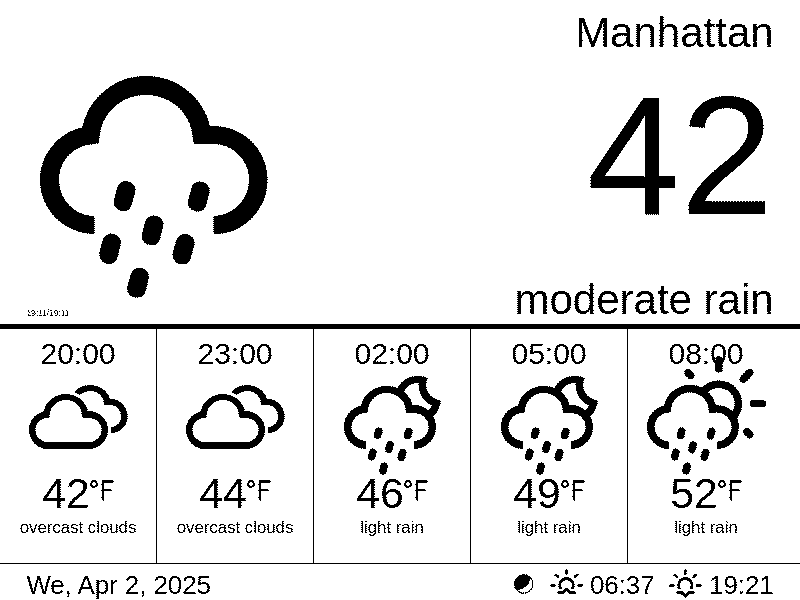 Manhattan
42
moderate rain
20:00 23:00 02:00 05:00 08:00
42°F 44°F 46°F 49°F 52°F
overcast clouds overcast clouds light rain light rain light rain
We, Apr 2, 2025 06:37 19:21